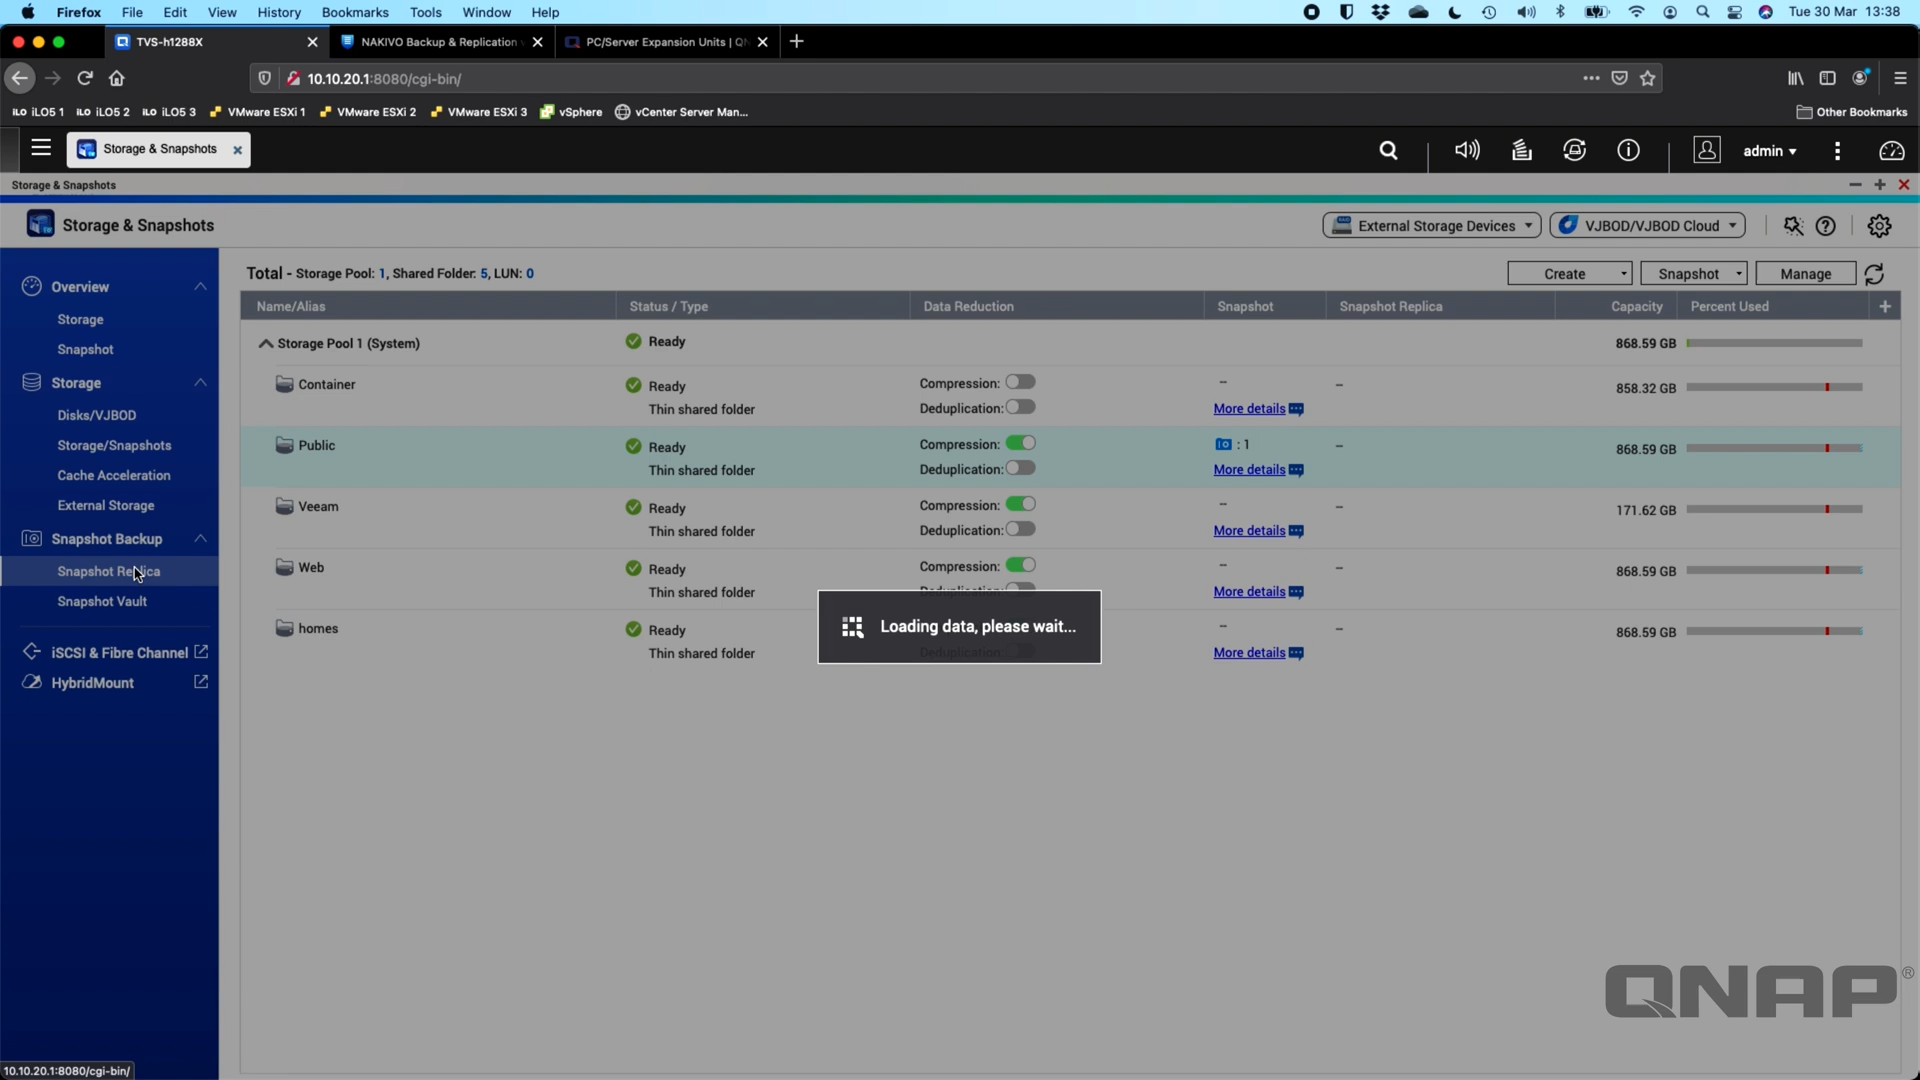 Firefox File Edit View History Bookmarks Tools Window Help Tue 30 Mar 13:38
TVS-h1288X NAKIVO Backup & Replication PC/Server Expansion Units | QN
10.10.20.1:8080/cgi-bin/
iLO iLO5 1 iLO iLO5 2 iLO iLO5 3 VMware ESXi 1 VMware ESXi 2 VMware ESXi 3 vSphere vCenter Server Man... Other Bookmarks
Storage & Snapshots admin
Storage & Snapshots
Storage & Snapshots External Storage Devices VJBOD/VJBOD Cloud
Overview
Storage
Snapshot
Storage
Disks/VJBOD
Storage/Snapshots
Cache Acceleration
External Storage
Snapshot Backup
Snapshot Replica
Snapshot Vault
iSCSI & Fibre Channel
HybridMount
Total - Storage Pool: 1, Shared Folder: 5, LUN: 0 Create Snapshot Manage
Name/Alias Status / Type Data Reduction Snapshot Snapshot Replica Capacity Percent Used
Storage Pool 1 (System) Ready 868.59 GB
Container Ready Compression: -- -- 858.32 GB
Thin shared folder Deduplication: More details
Public Ready Compression: : 1 -- 868.59 GB
Thin shared folder Deduplication: More details
Veeam Ready Compression: -- -- 171.62 GB
Thin shared folder Deduplication: More details
Web Ready Compression: -- -- 868.59 GB
Thin shared folder Deduplication: More details
homes Ready -- -- 868.59 GB
Thin shared folder Deduplication: More details
Loading data, please wait...
QNAP®
10.10.20.1:8080/cgi-bin/